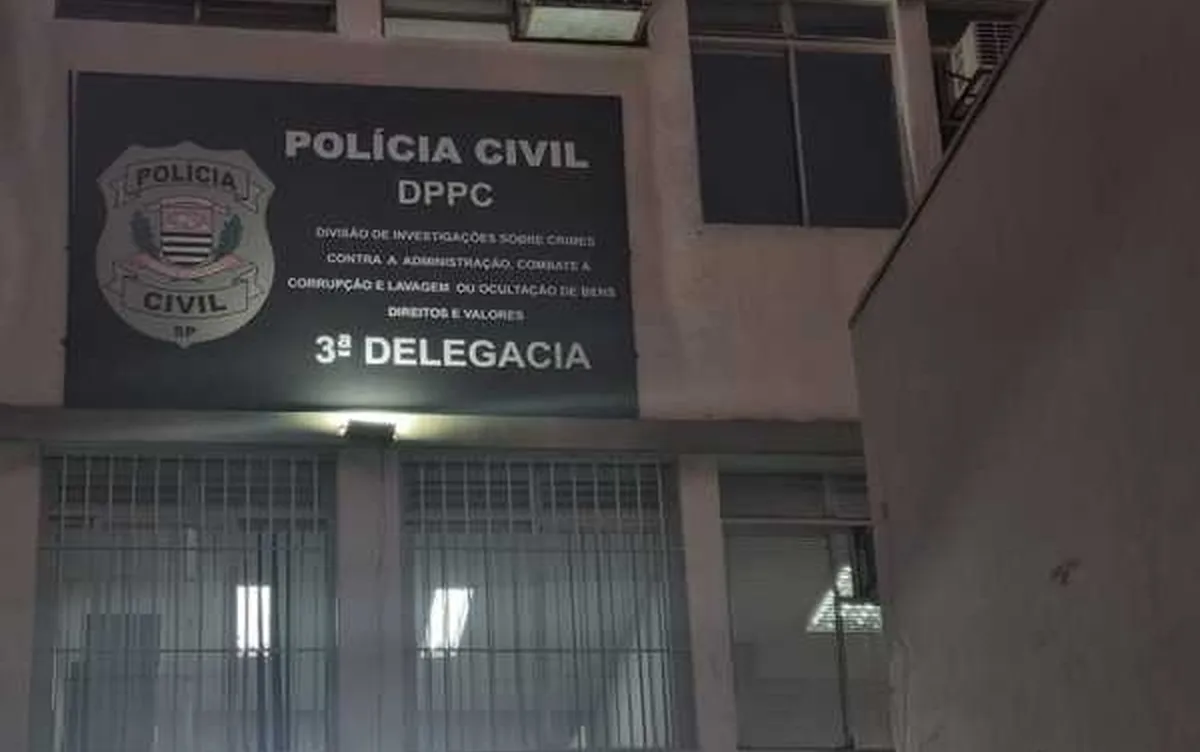 POLÍCIA
CIVIL
SP
POLÍCIA CIVIL
DPPC
DIVISÃO DE INVESTIGAÇÕES SOBRE CRIMES
CONTRA A ADMINISTRAÇÃO, COMBATE A
CORRUPÇÃO E LAVAGEM OU OCULTAÇÃO DE BENS
DIREITOS E VALORES
3ª DELEGACIA